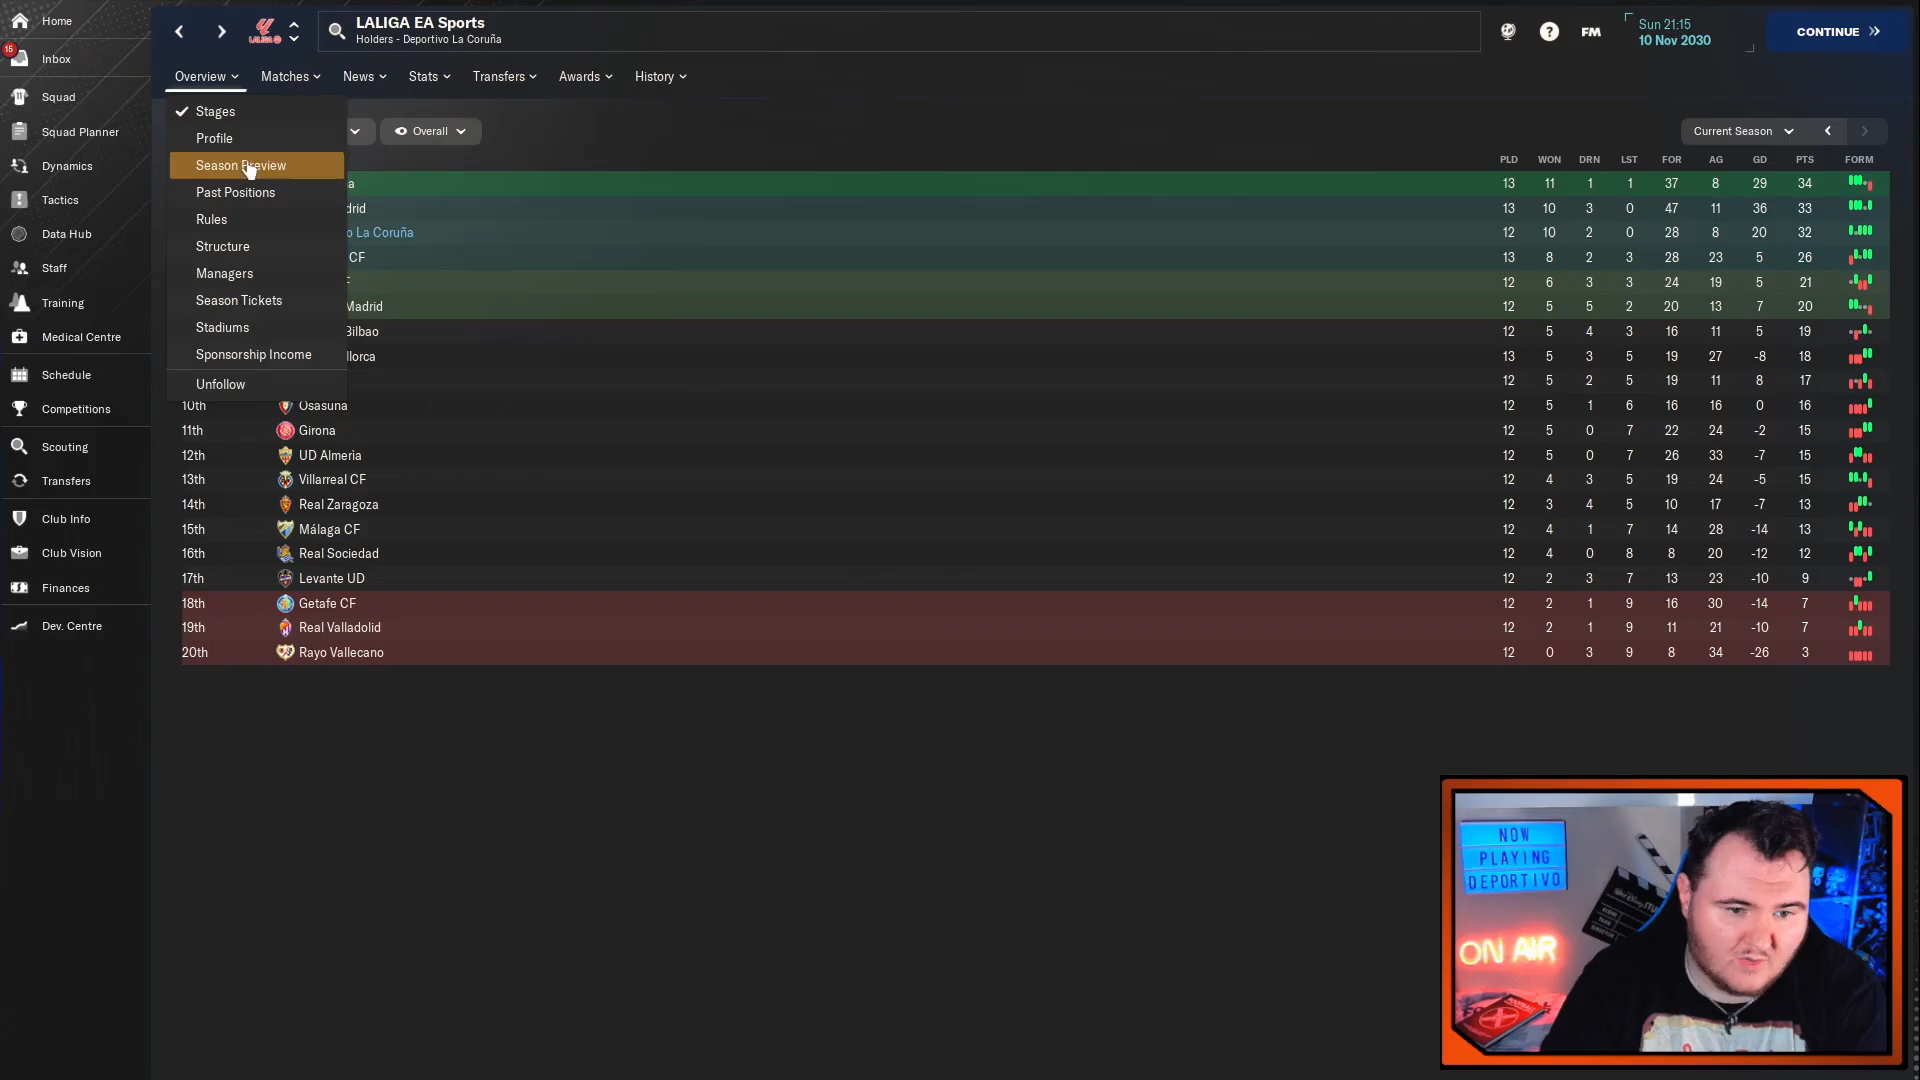 Home
LALIGA EA Sports
Holders - Deportivo La Coruña
FM
Sun 21:15
10 Nov 2030
CONTINUE
15
Inbox
Overview
Matches
News
Stats
Transfers
Awards
History
Squad
Squad Planner
Dynamics
Tactics
Data Hub
Staff
Training
Medical Centre
Schedule
Competitions
Scouting
Transfers
Club Info
Club Vision
Finances
Dev. Centre
Stages
Profile
Season Preview
Past Positions
Rules
Structure
Managers
Season Tickets
Stadiums
Sponsorship Income
Unfollow
Overall
Current Season
PLD WON DRN LST FOR AG GD PTS FORM
a 13 11 1 1 37 8 29 34
drid 13 10 3 0 47 11 36 33
o La Coruña 12 10 2 0 28 8 20 32
CF 13 8 2 3 28 23 5 26
12 6 3 3 24 19 5 21
Madrid 12 5 5 2 20 13 7 20
Bilbao 12 5 4 3 16 11 5 19
llorca 13 5 3 5 19 27 -8 18
12 5 2 5 19 11 8 17
10th Osasuna 12 5 1 6 16 16 0 16
11th Girona 12 5 0 7 22 24 -2 15
12th UD Almeria 12 5 0 7 26 33 -7 15
13th Villarreal CF 12 4 3 5 19 24 -5 15
14th Real Zaragoza 12 3 4 5 10 17 -7 13
15th Málaga CF 12 4 1 7 14 28 -14 13
16th Real Sociedad 12 4 0 8 8 20 -12 12
17th Levante UD 12 2 3 7 13 23 -10 9
18th Getafe CF 12 2 1 9 16 30 -14 7
19th Real Valladolid 12 2 1 9 11 21 -10 7
20th Rayo Vallecano 12 0 3 9 8 34 -26 3
NOW
PLAYING
DEPORTIVO
ON AIR